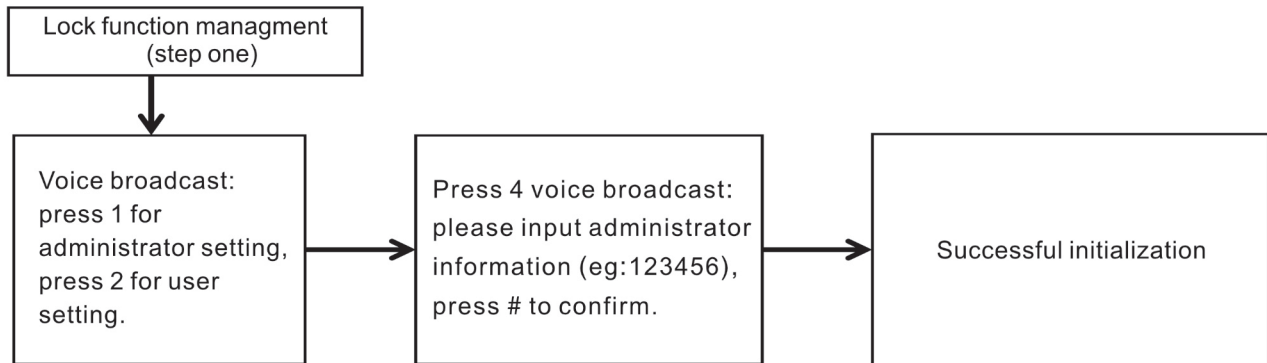 Lock function managment
(step one)
Voice broadcast:
press 1 for
administrator setting,
press 2 for user
setting.
Press 4 voice broadcast:
please input administrator
information (eg:123456),
press # to confirm.
Successful initialization